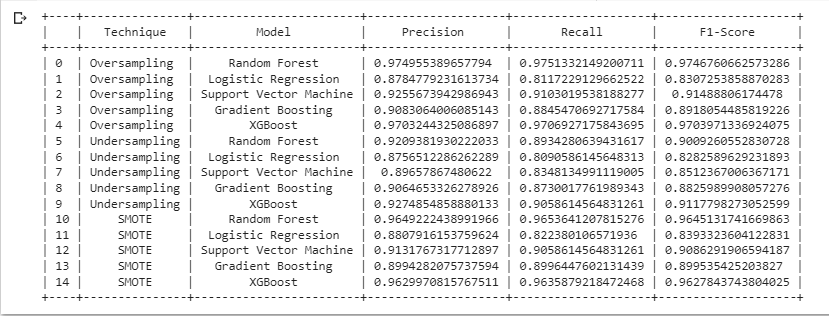 | | Technique | Model | Precision | Recall | F1-Score |
| 0 | Oversampling | Random Forest | 0.974955389657794 | 0.9751332149200711 | 0.9746760662573286 |
| 1 | Oversampling | Logistic Regression | 0.8784779231613734 | 0.8117229129662522 | 0.8307253858870283 |
| 2 | Oversampling | Support Vector Machine | 0.9255673942986943 | 0.9103019538188277 | 0.91488806174478 |
| 3 | Oversampling | Gradient Boosting | 0.9083064006085143 | 0.8845470692717584 | 0.8918054485819226 |
| 4 | Oversampling | XGBoost | 0.9703244325086897 | 0.9706927175843695 | 0.9703971336924075 |
| 5 | Undersampling | Random Forest | 0.9209381930222033 | 0.8934280639431617 | 0.9009260552830728 |
| 6 | Undersampling | Logistic Regression | 0.8756512286262289 | 0.8090586145648313 | 0.8282589629231893 |
| 7 | Undersampling | Support Vector Machine | 0.89657867480622 | 0.8348134991119005 | 0.8512367006367171 |
| 8 | Undersampling | Gradient Boosting | 0.9064653326278926 | 0.8730017761989343 | 0.8825989908057276 |
| 9 | Undersampling | XGBoost | 0.9274854858880133 | 0.9058614564831261 | 0.9117798273052599 |
| 10 | SMOTE | Random Forest | 0.9649222438991966 | 0.9653641207815276 | 0.9645131741669863 |
| 11 | SMOTE | Logistic Regression | 0.8807916153759624 | 0.822380106571936 | 0.8393323604122831 |
| 12 | SMOTE | Support Vector Machine | 0.9131767317712897 | 0.9058614564831261 | 0.9086291906594187 |
| 13 | SMOTE | Gradient Boosting | 0.8994282075737594 | 0.8996447602131439 | 0.899535425203827 |
| 14 | SMOTE | XGBoost | 0.9629970815767511 | 0.9635879218472468 | 0.9627843743804025 |